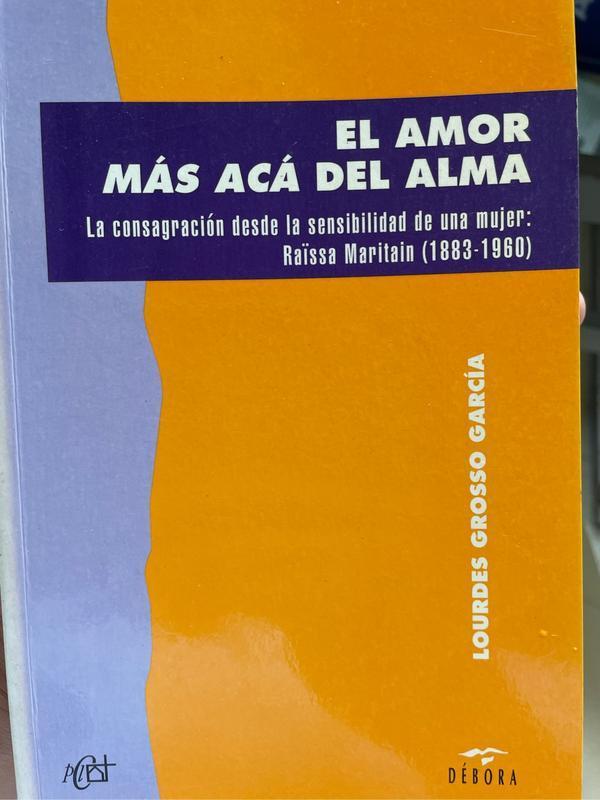 EL AMOR
MÁS ACÁ DEL ALMA
La consagración desde la sensibilidad de una mujer:
Raïssa Maritain (1883-1960)
LOURDES GROSSO GARCÍA
DÉBORA